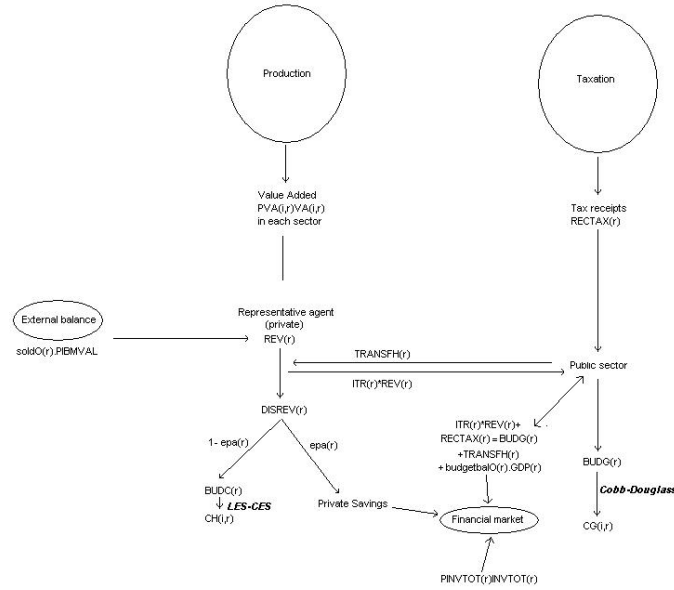 Production
Taxation
Value Added
PVA(i,r)VA(i,r)
in each sector
Tax receipts
RECTAX(r)
External balance
sold0(r).PIBMVAL
Representative agent
(private)
REV(r)
TRANSFH(r)
ITR(r)*REV(r)
Public sector
DISREV(r)
1- epa(r)
epa(r)
ITR(r)*REV(r)+
RECTAX(r)=BUDG(r)
+TRANSFH(r)
+budgetbal0(r).GDP(r)
BUDG(r)
BUDC(r)
LES-CES
CH(i,r)
Private Savings
Financial market
Cobb-Douglass
CG(i,r)
PINVTOT(r)INVTOT(r)